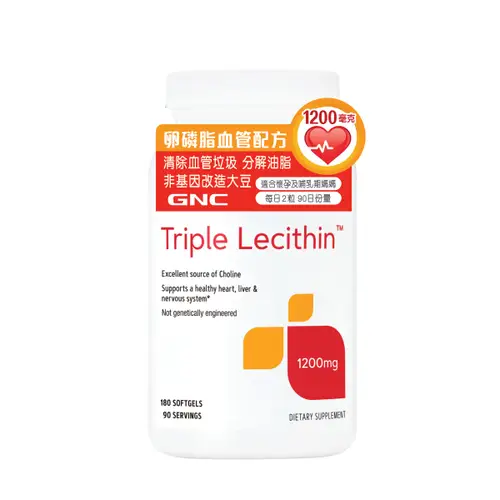 1200毫克
卵磷脂血管配方
清除血管垃圾 分解油脂
非基因改造大豆
適合懷孕及哺乳期媽媽
每日2粒 90日份量
GNC
Triple Lecithin™
Excellent source of Choline
Supports a healthy heart, liver &
nervous system*
Not genetically engineered
1200mg
180 SOFTGELS
90 SERVINGS
DIETARY SUPPLEMENT